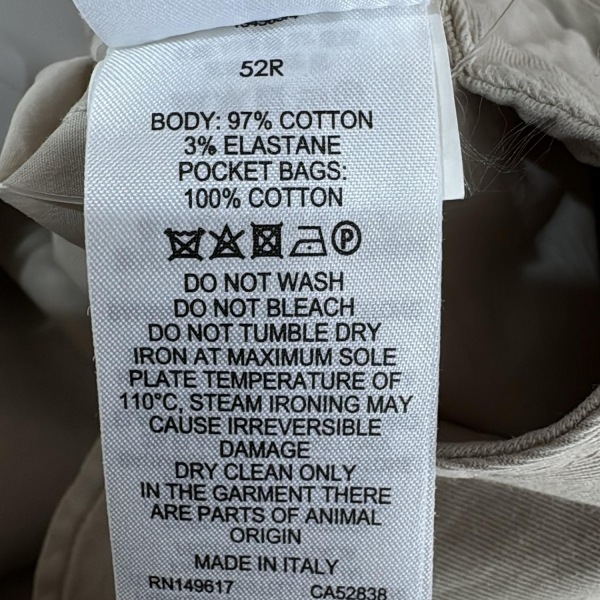 52R
BODY: 97% COTTON
3% ELASTANE
POCKET BAGS:
100% COTTON
P
DO NOT WASH
DO NOT BLEACH
DO NOT TUMBLE DRY
IRON AT MAXIMUM SOLE
PLATE TEMPERATURE OF
110°C, STEAM IRONING MAY
CAUSE IRREVERSIBLE
DAMAGE
DRY CLEAN ONLY
IN THE GARMENT THERE
ARE PARTS OF ANIMAL
ORIGIN
MADE IN ITALY
RN149617 CA52838